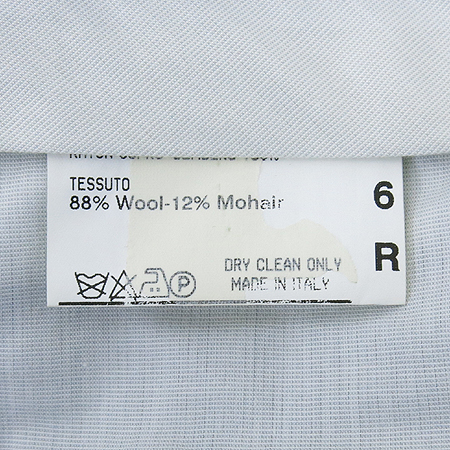 TESSUTO
88% Wool-12% Mohair
6
R
DRY CLEAN ONLY
MADE IN ITALY
P